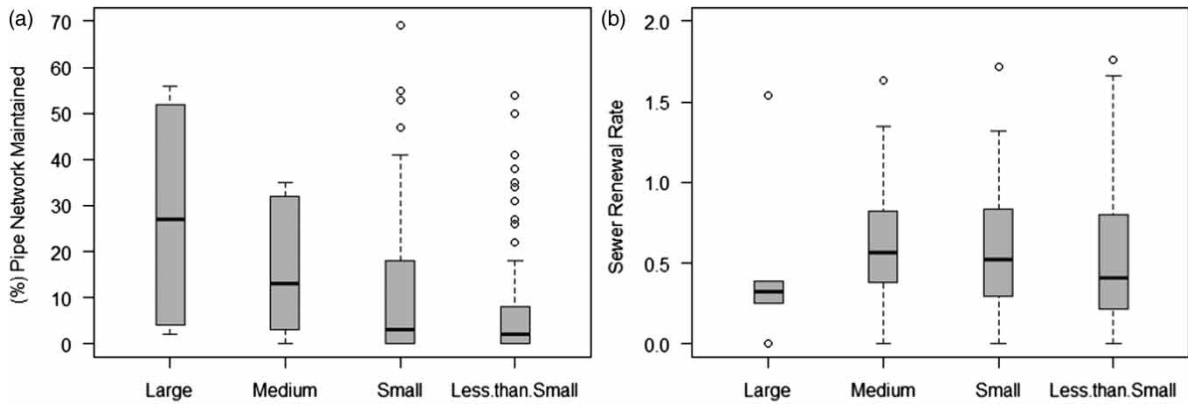 (a)
(%) Pipe Network Maintained
70
60
50
40
30
20
10
0
Large Medium Small Less.than.Small
(b)
Sewer Renewal Rate
2.0
1.5
1.0
0.5
0.0
Large Medium Small Less.than.Small